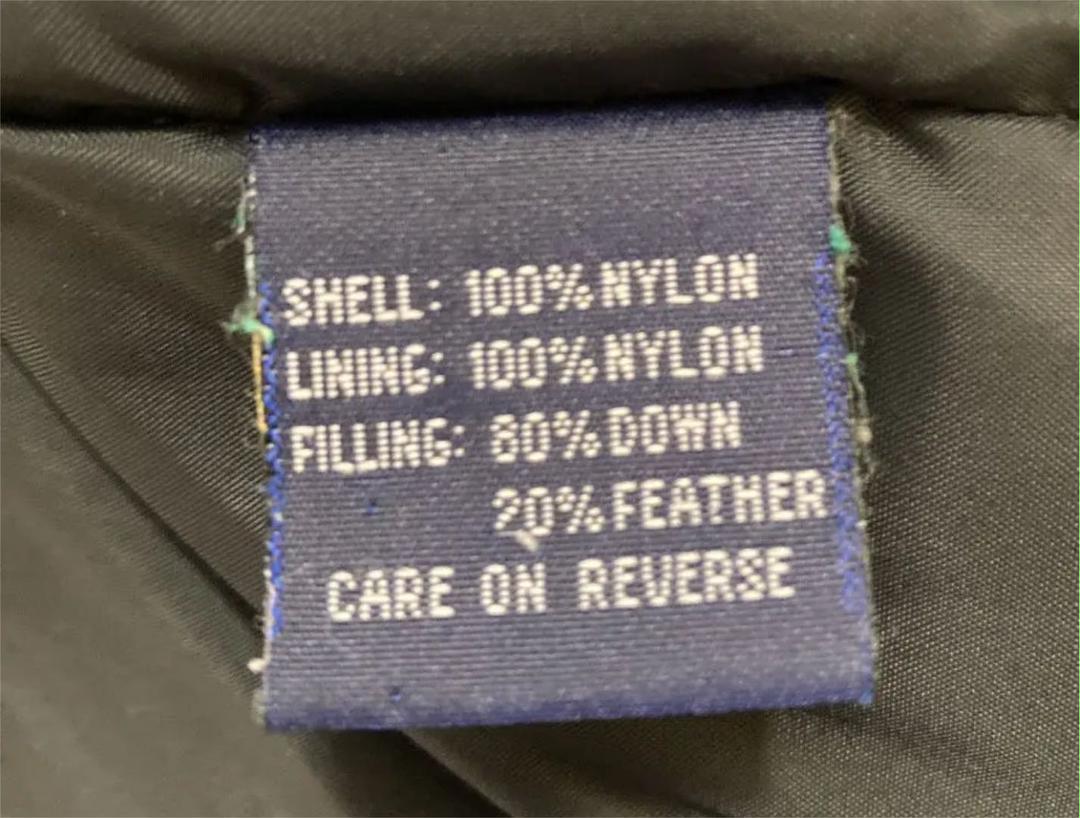 SHELL: 100% NYLON
LINING: 100% NYLON
FILLING: 80% DOWN
20% FEATHER
CARE ON REVERSE